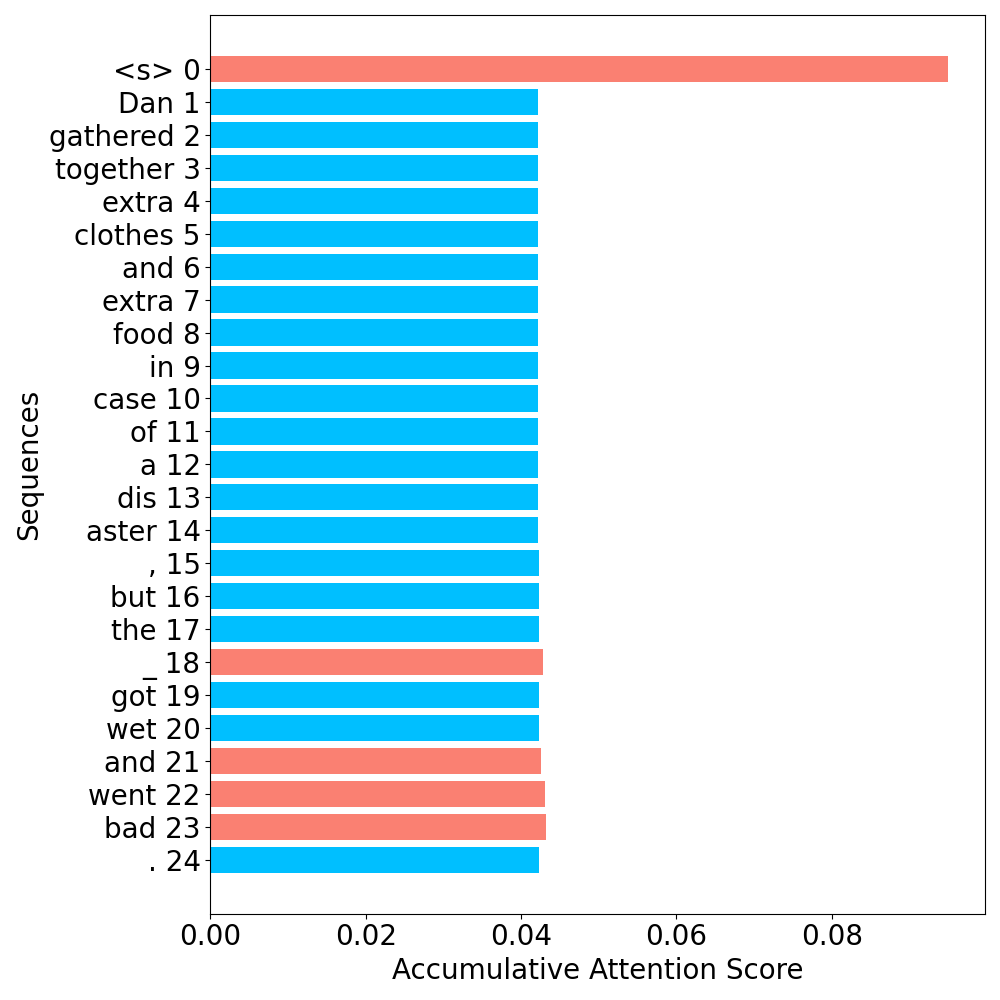 <s> 0
Dan 1
gathered 2
together 3
extra 4
clothes 5
and 6
extra 7
food 8
in 9
case 10
of 11
a 12
dis 13
aster 14
, 15
but 16
the 17
_ 18
got 19
wet 20
and 21
went 22
bad 23
. 24
Sequences
0.00 0.02 0.04 0.06 0.08
Accumulative Attention Score